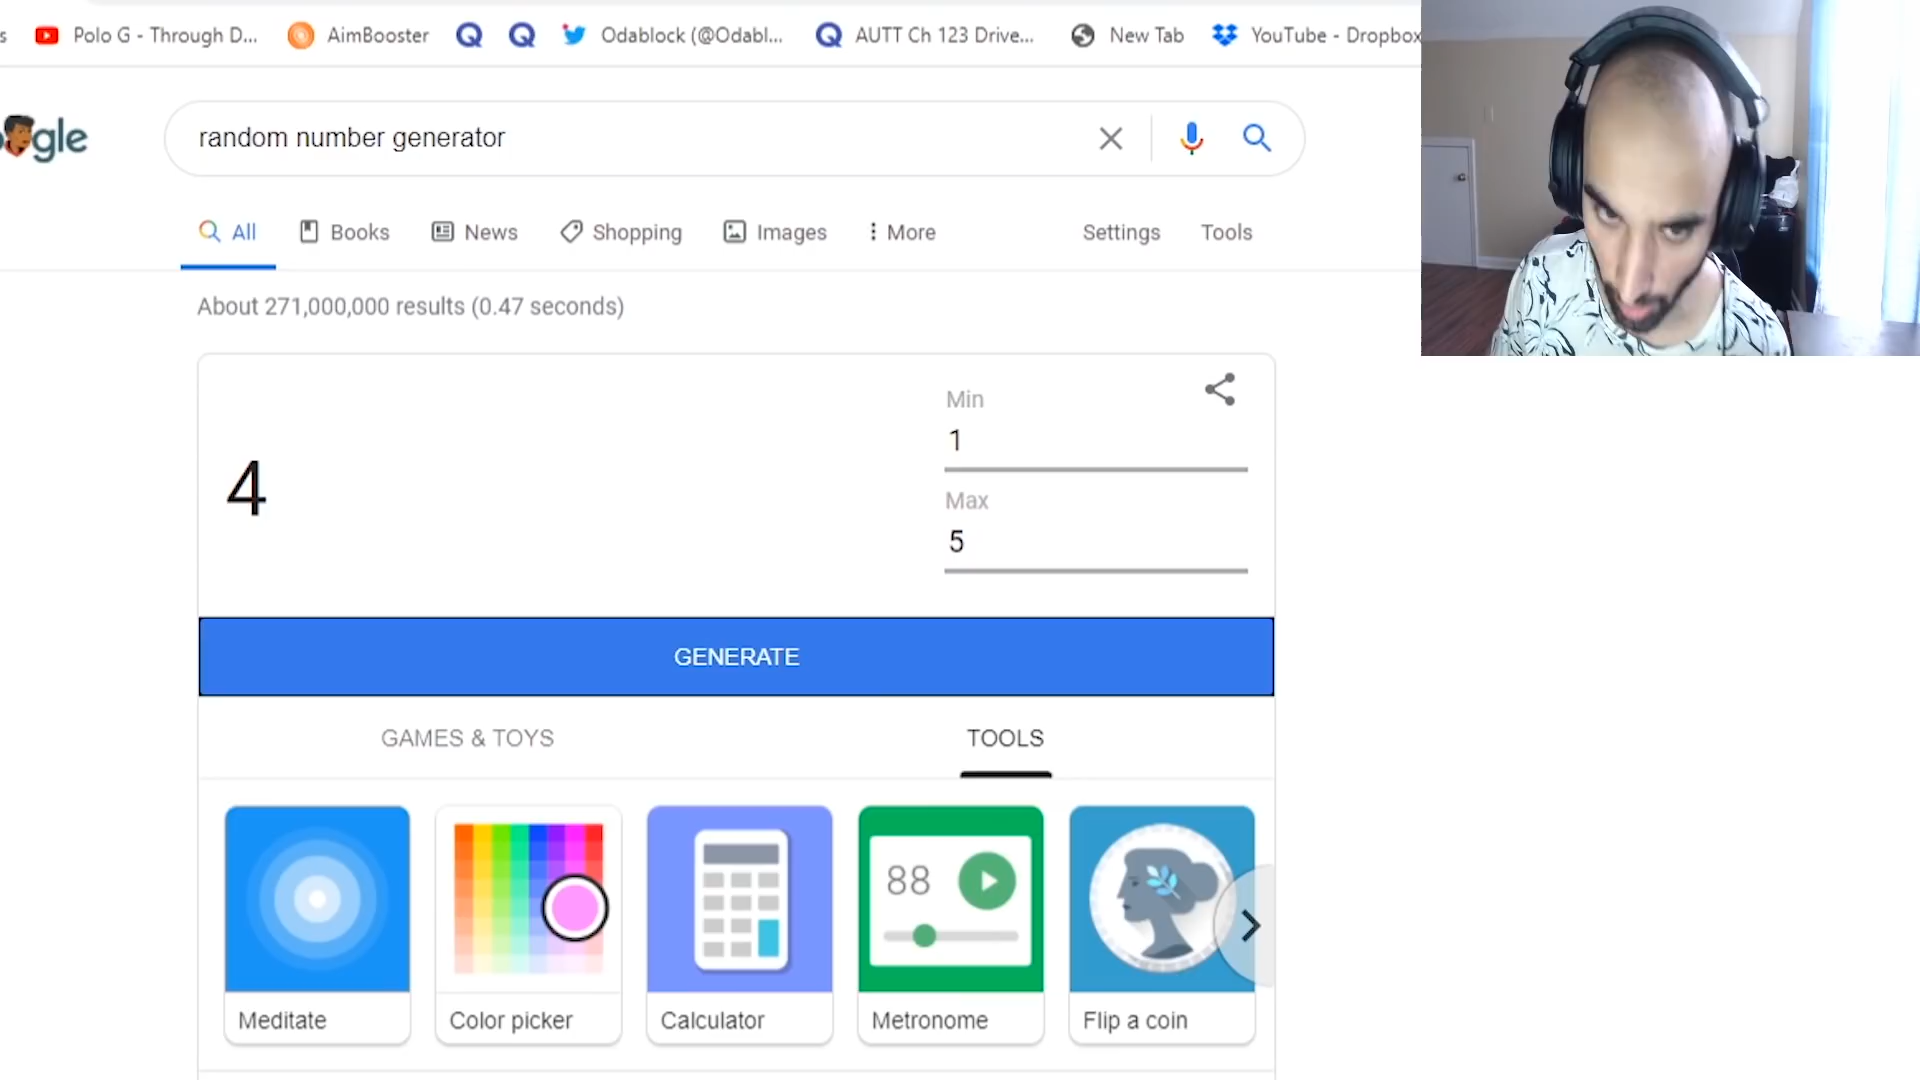 s Polo G - Through D... AimBooster Odablock (@Odabl... AUTT Ch 123 Drive... New Tab YouTube - Dropbox
gle
random number generator
All Books News Shopping Images More Settings Tools
About 271,000,000 results (0.47 seconds)
Min
1
4
Max
5
GENERATE
GAMES & TOYS TOOLS
88
Meditate Color picker Calculator Metronome Flip a coin